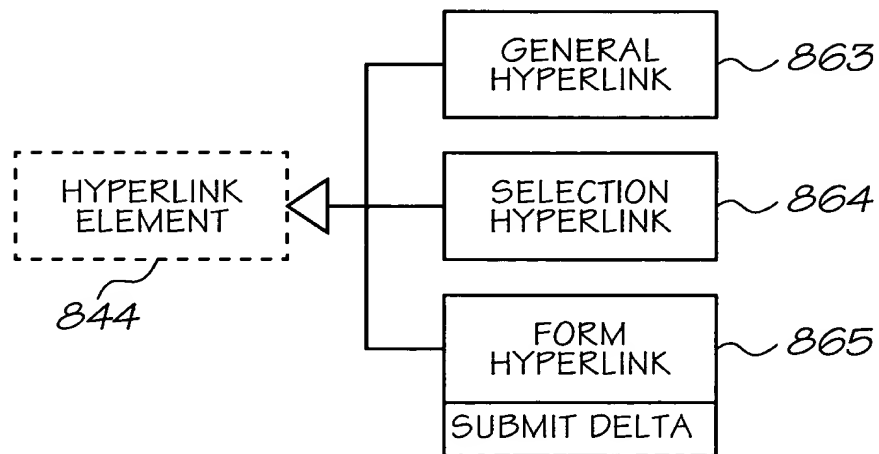 GENERAL
HYPERLINK
863
HYPERLINK
ELEMENT
844
SELECTION
HYPERLINK
864
FORM
HYPERLINK
865
SUBMIT DELTA